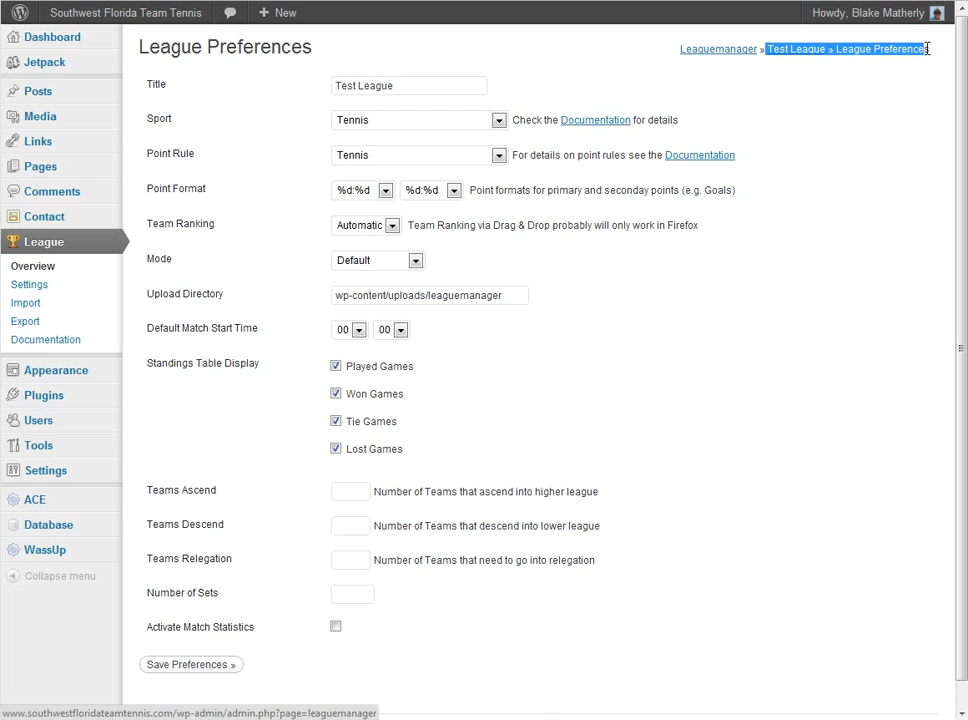 Southwest Florida Team Tennis
+ New
Howdy, Blake Matherly
Dashboard
Jetpack
Posts
Media
Links
Pages
Comments
Contact
League
Overview
Settings
Import
Export
Documentation
Appearance
Plugins
Users
Tools
Settings
ACE
Database
WassUp
Collapse menu
League Preferences
Leaguemanager » Test League » League Preferences
Title
Test League
Sport
Tennis
Check the Documentation for details
Point Rule
Tennis
For details on point rules see the Documentation
Point Format
%d:%d %d:%d Point formats for primary and seconday points (e.g. Goals)
Team Ranking
Automatic Team Ranking via Drag & Drop probably will only work in Firefox
Mode
Default
Upload Directory
wp-content/uploads/leaguemanager
Default Match Start Time
00 00
Standings Table Display
Played Games
Won Games
Tie Games
Lost Games
Teams Ascend
Number of Teams that ascend into higher league
Teams Descend
Number of Teams that descend into lower league
Teams Relegation
Number of Teams that need to go into relegation
Number of Sets
Activate Match Statistics
Save Preferences »
www.southwestfloridateamtennis.com/wp-admin/admin.php?page=leaguemanager